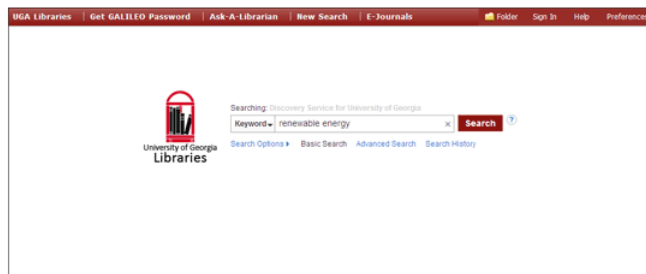 UGA Libraries | Get GALILEO Password | Ask-A-Librarian | New Search | E-Journals Folder Sign In Help Preferences
Searching: Discovery Service for University of Georgia
Keyword renewable energy × Search ?
Search Options Basic Search Advanced Search Search History
University of Georgia
Libraries